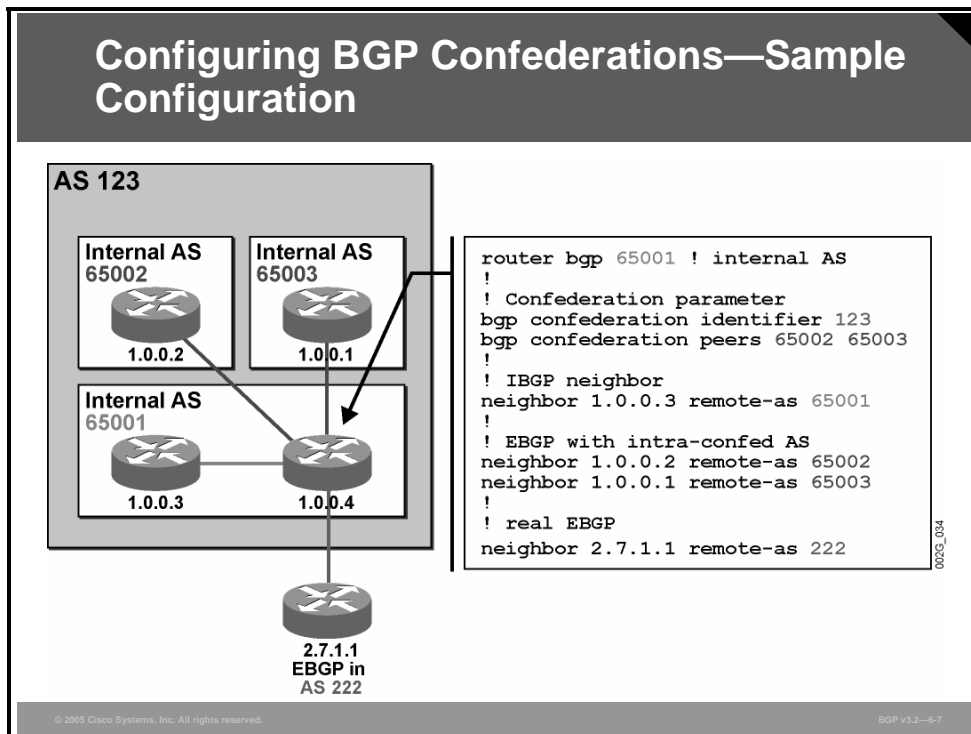 Configuring BGP Confederations—Sample
Configuration
AS 123
Internal AS
65002
1.0.0.2
Internal AS
65003
1.0.0.1
Internal AS
65001
1.0.0.3
1.0.0.4
2.7.1.1
EBGP in
AS 222
router bgp 65001 ! internal AS
!
! Confederation parameter
bgp confederation identifier 123
bgp confederation peers 65002 65003
!
! IBGP neighbor
neighbor 1.0.0.3 remote-as 65001
!
! EBGP with intra-confed AS
neighbor 1.0.0.2 remote-as 65002
neighbor 1.0.0.1 remote-as 65003
!
! real EBGP
neighbor 2.7.1.1 remote-as 222
002G_034
© 2005 Cisco Systems, Inc. All rights reserved.
BGP v3.2—6-7